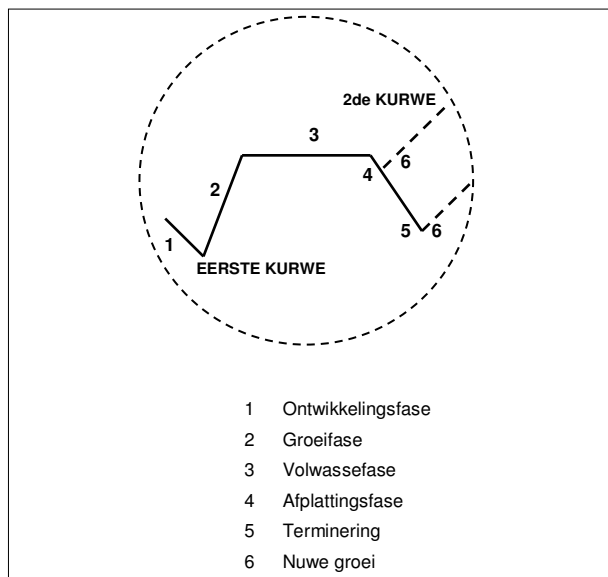 2de KURWE
3
6
4
2
5 6
1
EERSTE KURWE
1 Ontwikkelingsfase
2 Groeifase
3 Volwassefase
4 Afplattingsfase
5 Terminering
6 Nuwe groei